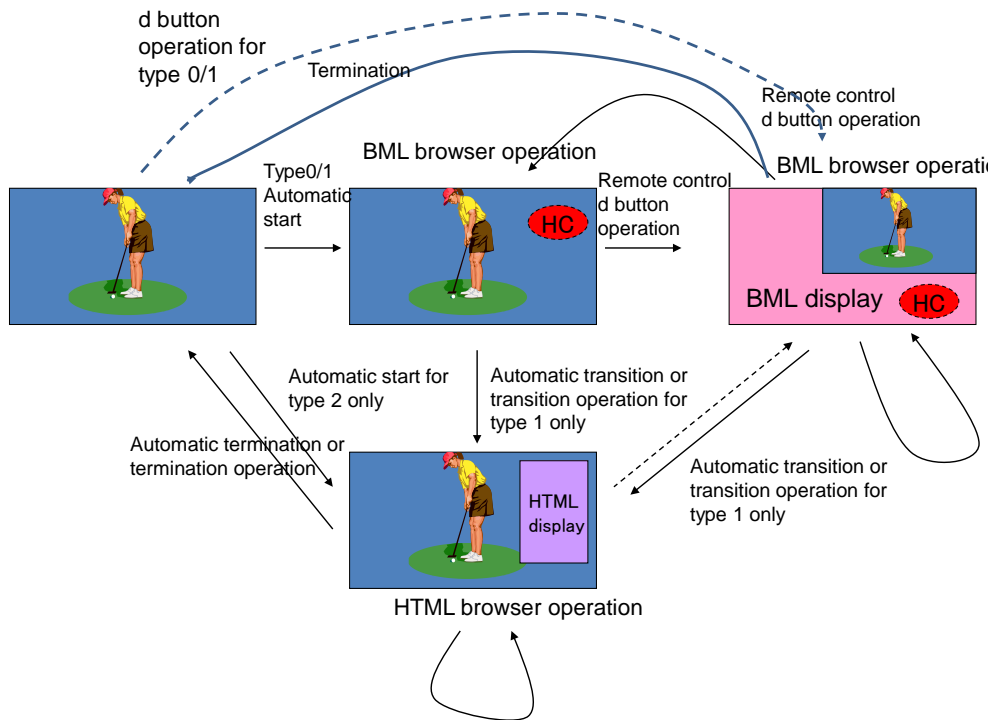 d button
operation for
type 0/1
Termination
Remote control
d button operation
BML browser operation
BML browser operatio
Type0/1
Automatic
start
Remote control
d button
operation
HC
BML display
HC
Automatic start for
type 2 only
Automatic transition or
transition operation for
type 1 only
Automatic termination or
termination operation
Automatic transition or
transition operation for
type 1 only
HTML
display
HTML browser operation